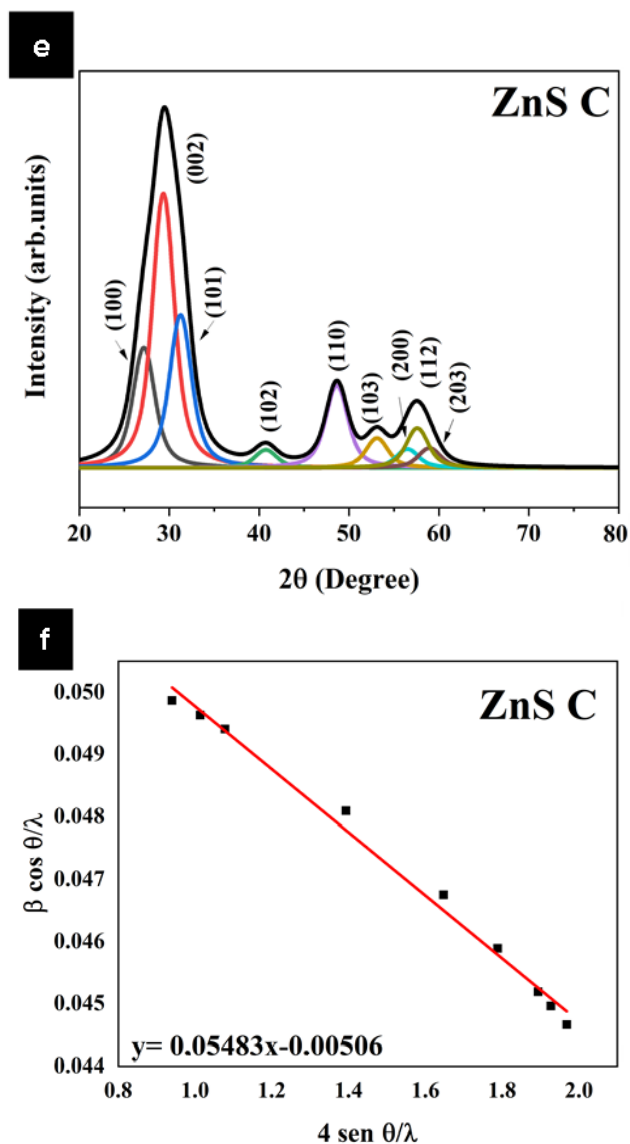 e
ZnS C
(002)
(100)
(101)
(102)
(110)
(103)
(200)
(112)
(203)
Intensity (arb.units)
20 30 40 50 60 70 80
2θ (Degree)
f
ZnS C
0.050
0.049
0.048
0.047
0.046
0.045
0.044
β cos θ/λ
y= 0.05483x-0.00506
0.8 1.0 1.2 1.4 1.6 1.8 2.0
4 sen θ/λ